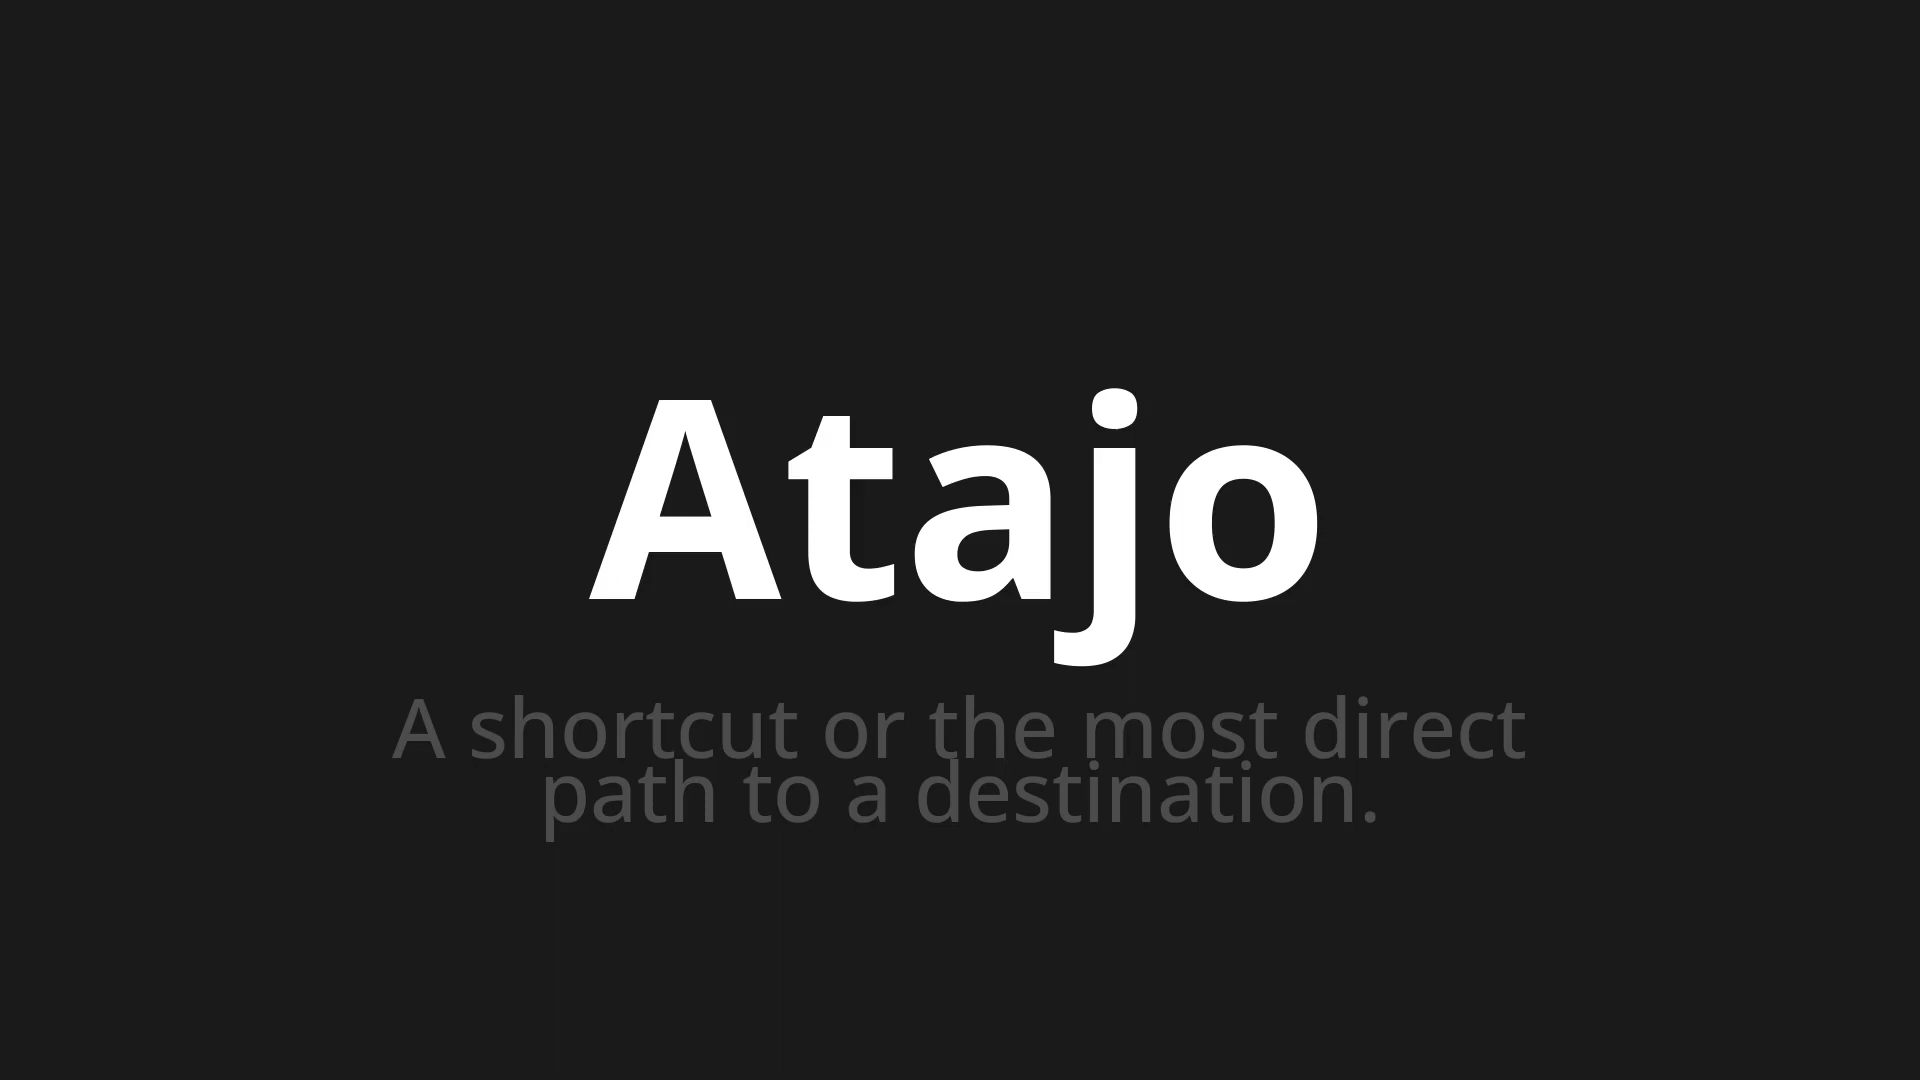 Atajo
A shortcut or the most direct
path to a destination.